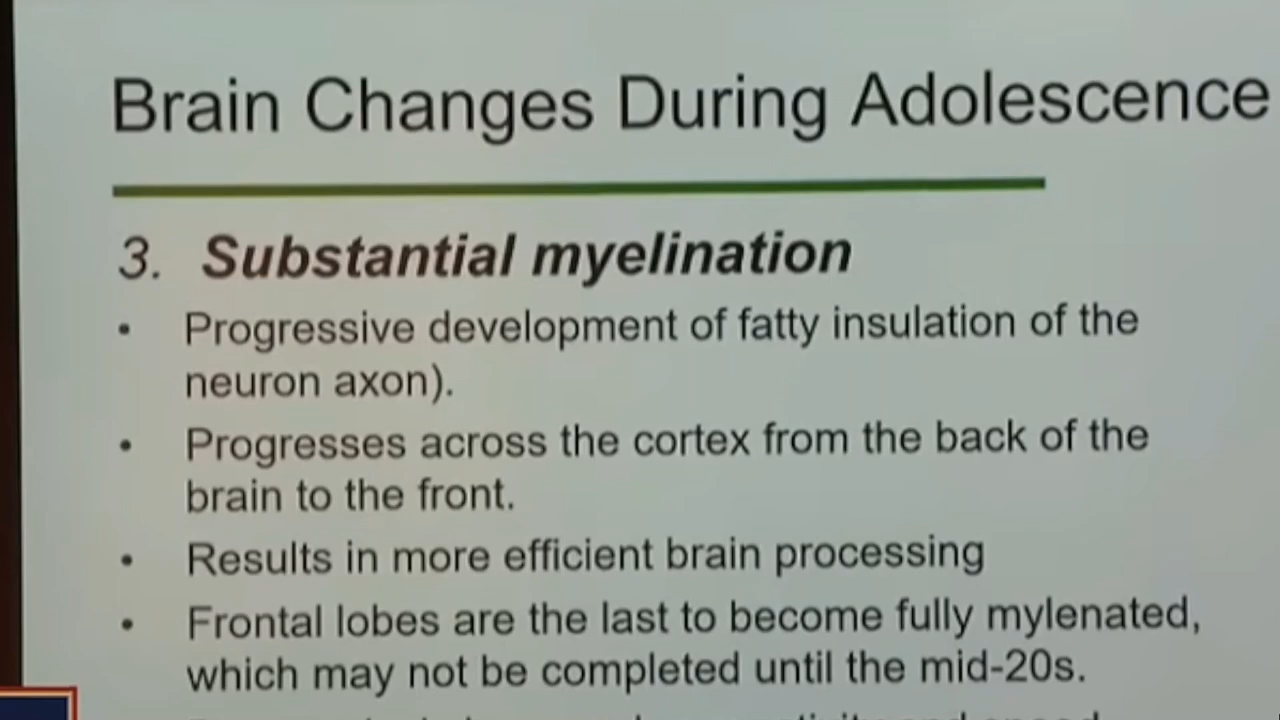 Brain Changes During Adolescence
3. Substantial myelination
• Progressive development of fatty insulation of the
neuron axon).
• Progresses across the cortex from the back of the
brain to the front.
• Results in more efficient brain processing
• Frontal lobes are the last to become fully mylenated,
which may not be completed until the mid-20s.